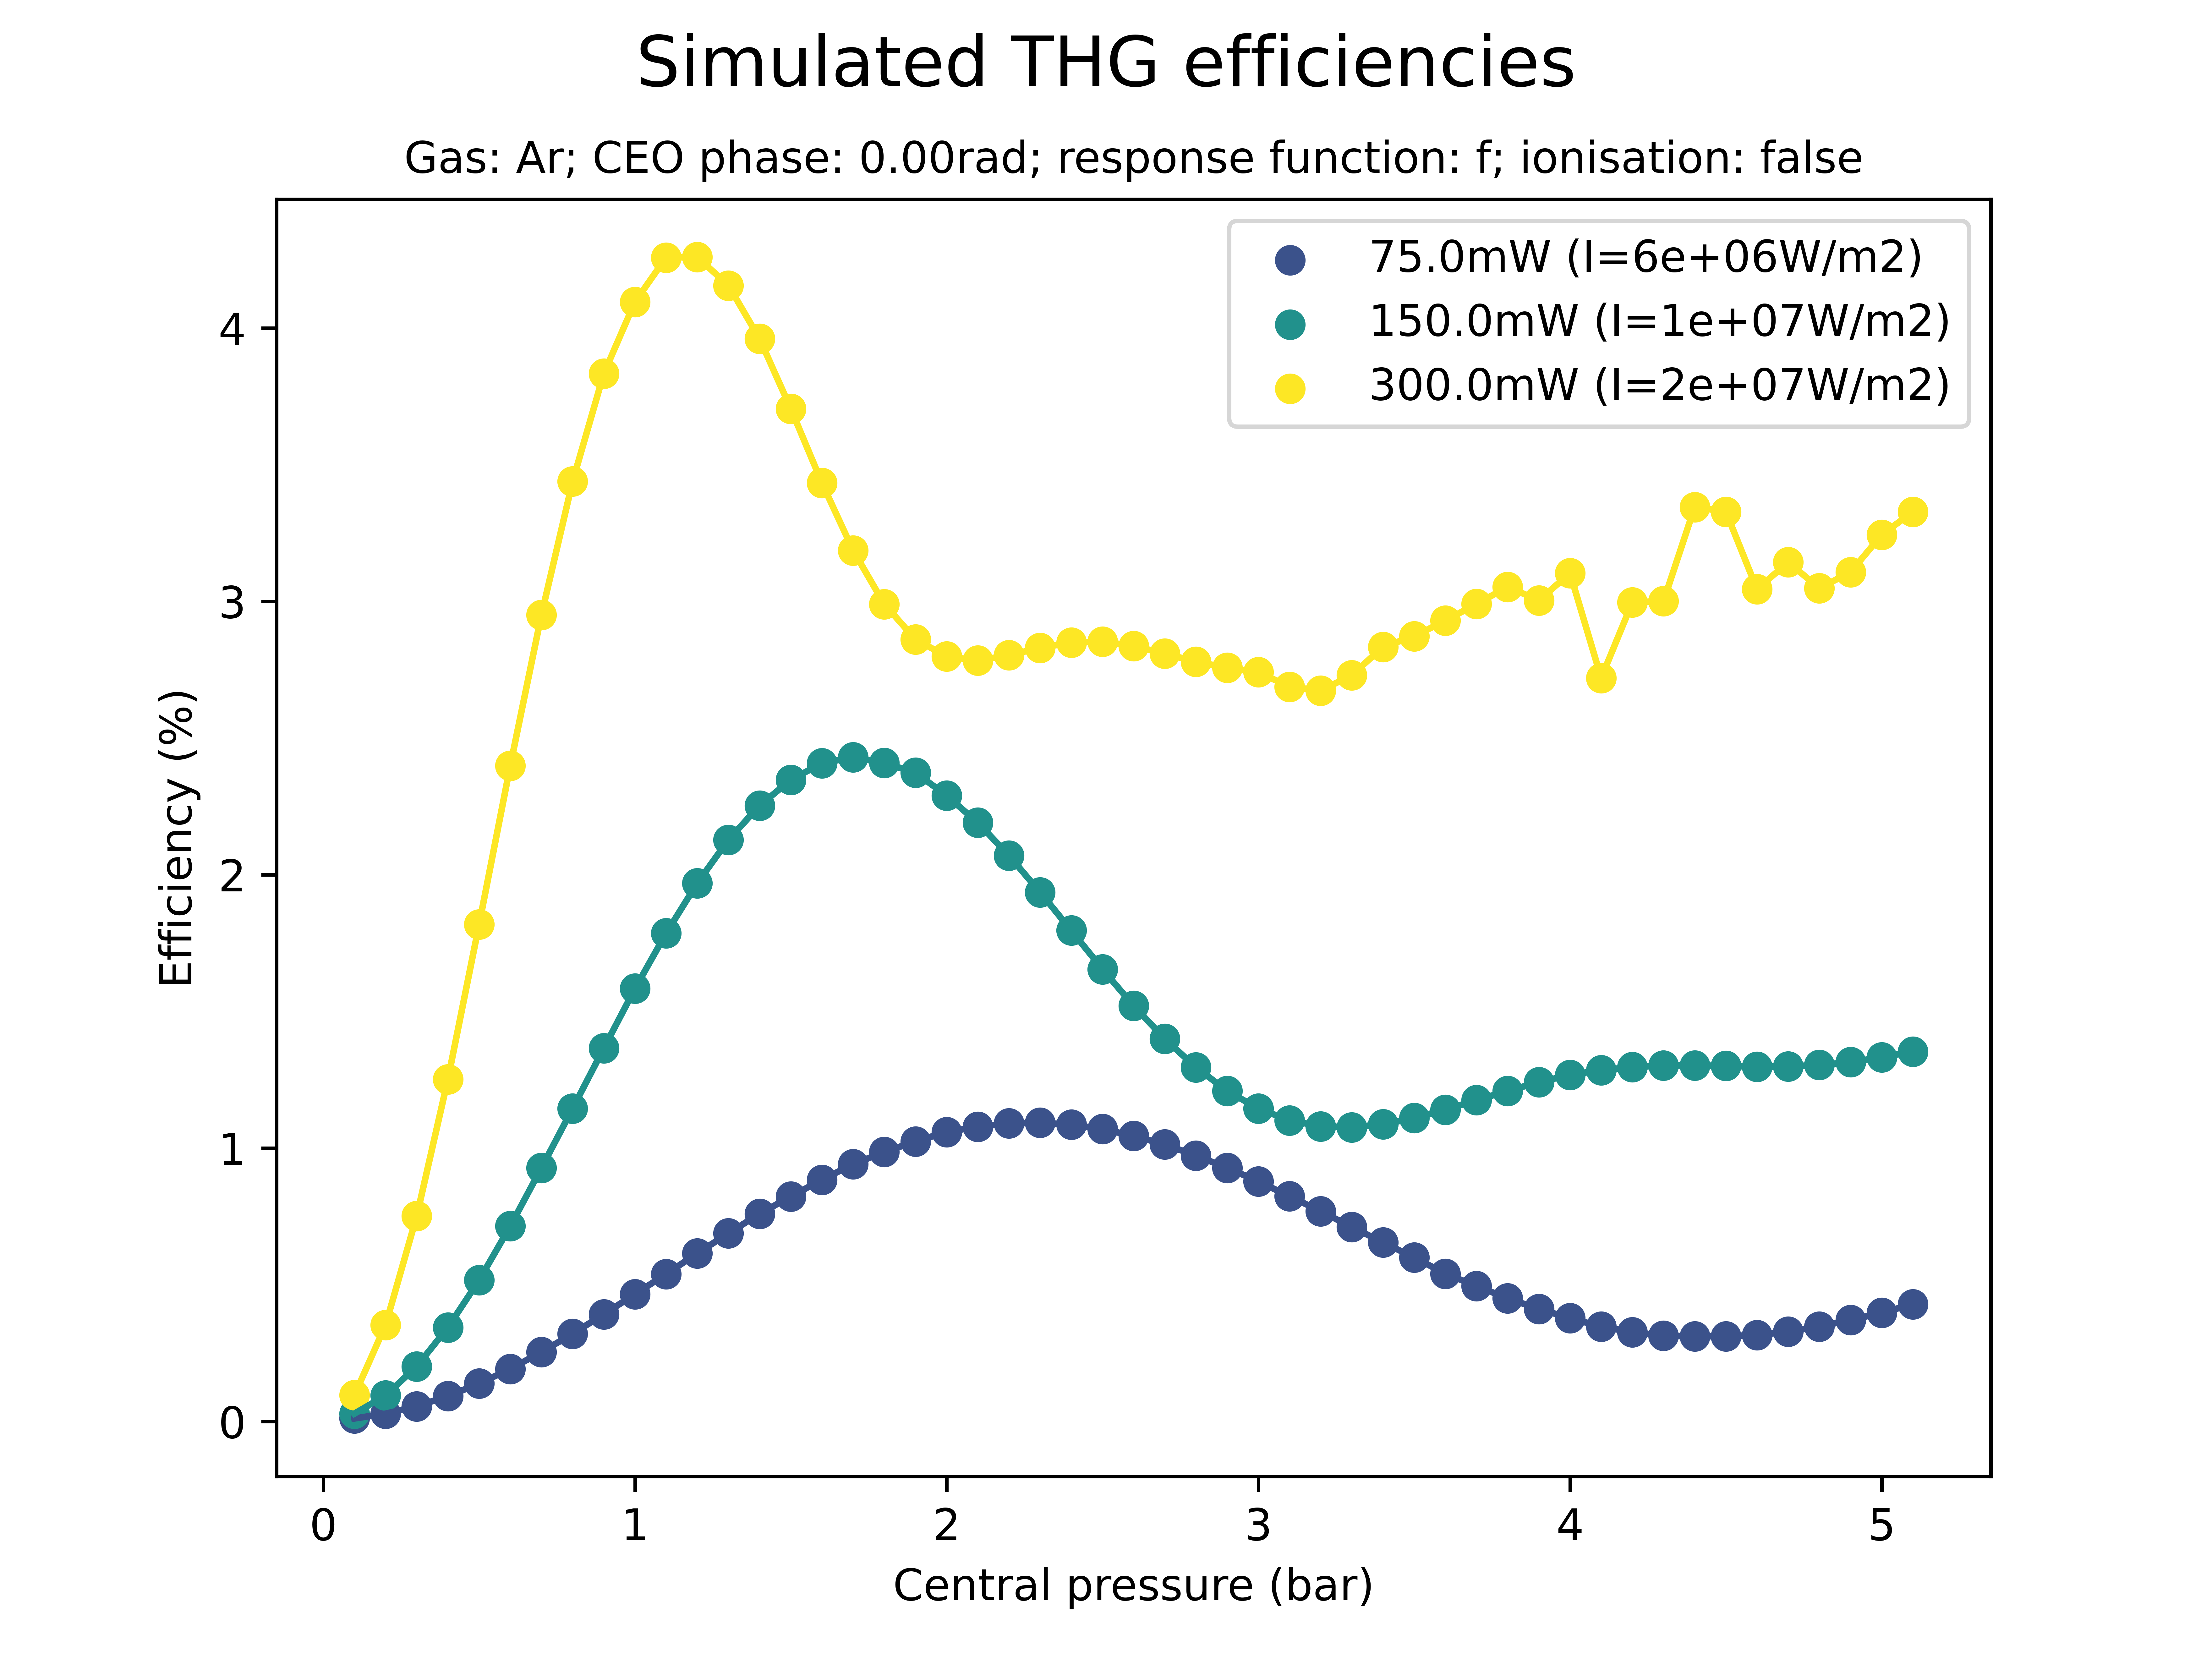 Simulated THG efficiencies
Gas: Ar; CEO phase: 0.00rad; response function: f; ionisation: false
75.0mW (I=6e+06W/m2)
150.0mW (I=1e+07W/m2)
300.0mW (I=2e+07W/m2)
4
3
2
1
0
Efficiency (%)
0 1 2 3 4 5
Central pressure (bar)